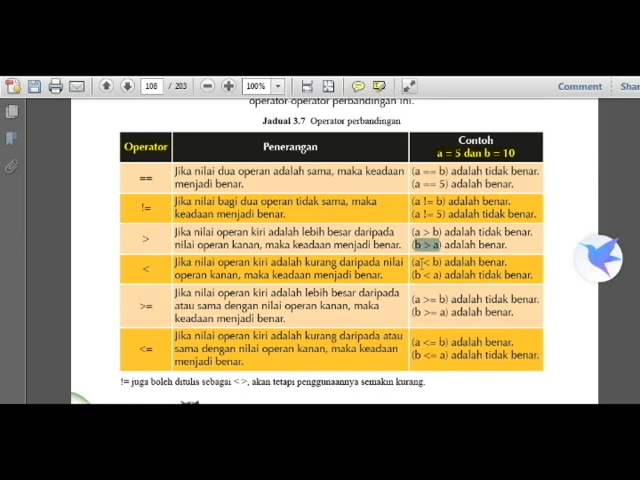 108 / 203
100%
Comment
Shar
operator-operator perbandingan ini.
Jadual 3.7 Operator perbandingan
Operator
Penerangan
Contoh
a = 5 dan b = 10
==
Jika nilai dua operan adalah sama, maka keadaan
menjadi benar.
(a == b) adalah tidak benar.
(a == 5) adalah benar.
!=
Jika nilai bagi dua operan tidak sama, maka
keadaan menjadi benar.
(a != b) adalah benar.
(a != 5) adalah tidak benar.
>
Jika nilai operan kiri adalah lebih besar daripada
nilai operan kanan, maka keadaan menjadi benar.
(a > b) adalah tidak benar.
(b > a) adalah benar.
<
Jika nilai operan kiri adalah kurang daripada nilai
operan kanan, maka keadaan menjadi benar.
(a < b) adalah benar.
(b < a) adalah tidak benar.
>=
Jika nilai operan kiri adalah lebih besar daripada
atau sama dengan nilai operan kanan, maka
keadaan menjadi benar.
(a >= b) adalah tidak benar.
(b >= a) adalah benar.
<=
Jika nilai operan kiri adalah kurang daripada atau
sama dengan nilai operan kanan, maka keadaan
menjadi benar.
(a <= b) adalah benar.
(b <= a) adalah tidak benar.
!= juga boleh ditulis sebagai < >, akan tetapi penggunaannya semakin kurang.